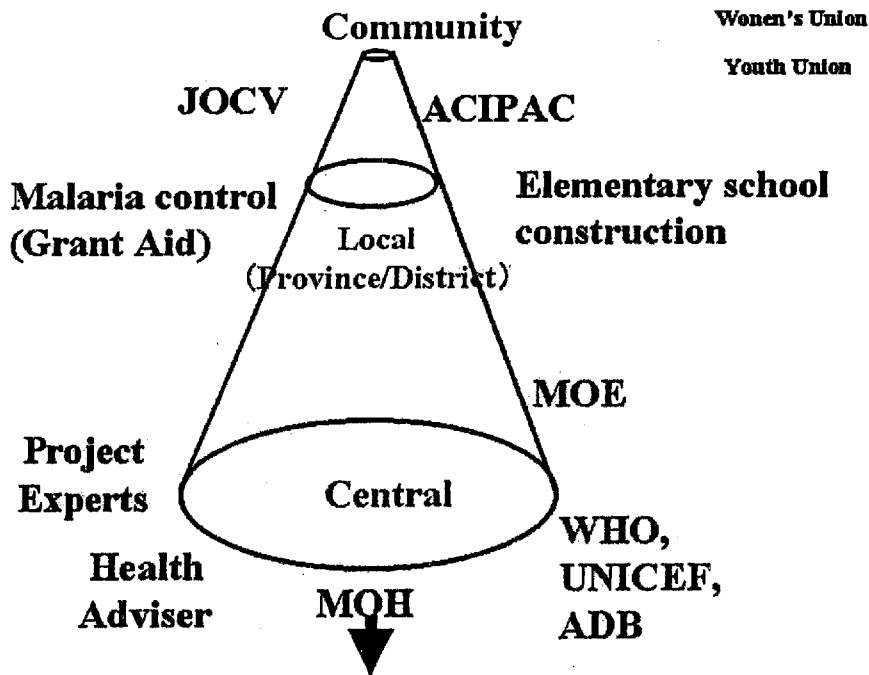 Community
Wonen's Union
Youth Union
JOCV
ACIPAC
Malaria control
(Grant Aid)
Elementary school
construction
Local
(Province/District)
MOE
Project
Experts
Central
WHO,
UNICEF,
ADB
Health
Adviser
MOH